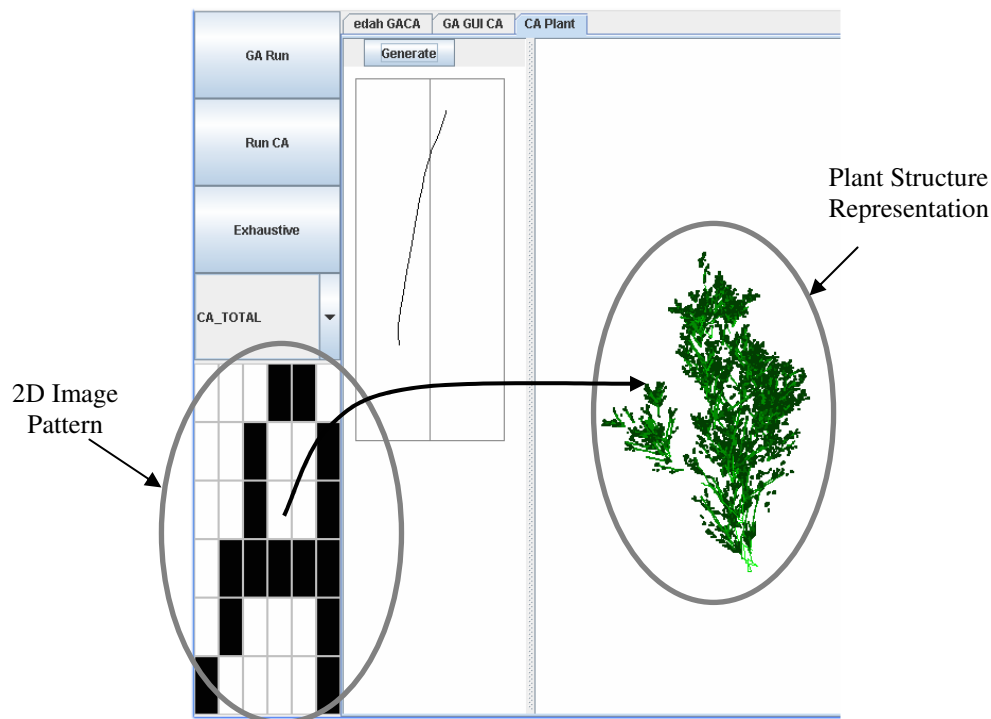 edah GACA
GA GUI CA
CA Plant
GA Run
Generate
Run CA
Exhaustive
CA_TOTAL
2D Image
Pattern
Plant Structure
Representation